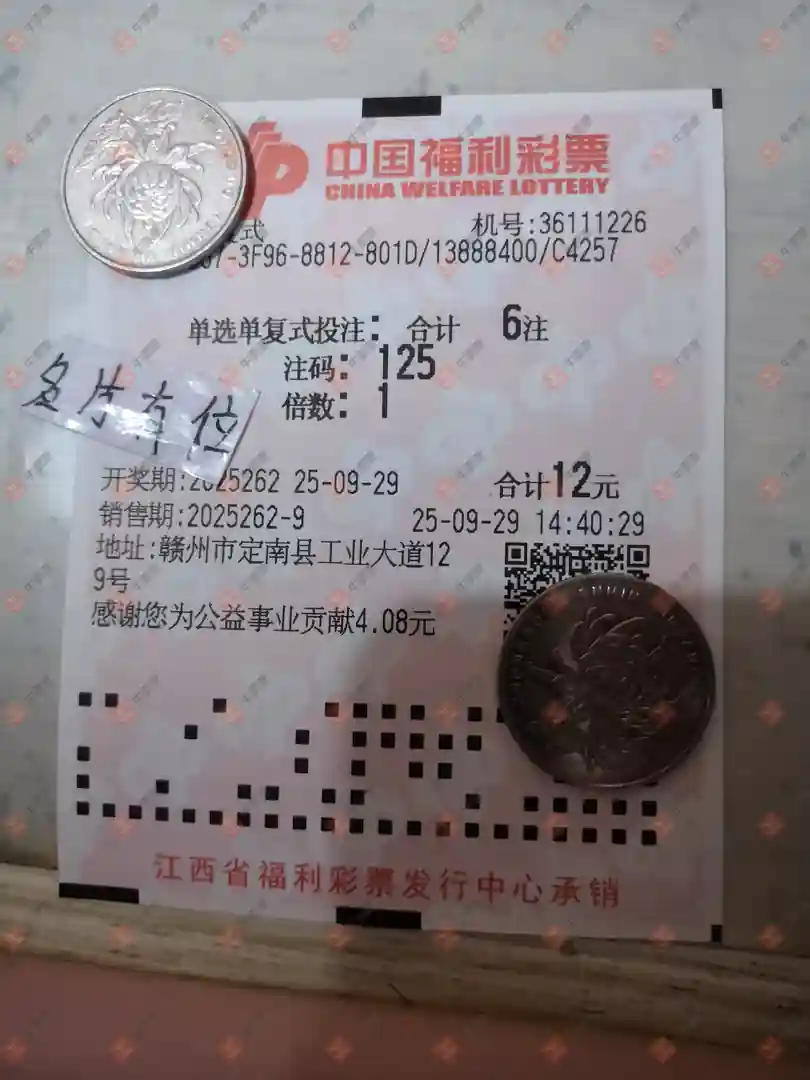 中国福利彩票
CHINA WELFARE LOTTERY
机号:36111226
-3F96-8812-801D/13888400/C4257
单选单复式投注: 合计 6注
注码: 125
倍数: 1
名片有位
开奖期:2025262 25-09-29 合计12元
销售期:2025262-9 25-09-29 14:40:29
地址:赣州市定南县工业大道12
9号
感谢您为公益事业贡献4.08元
江西省福利彩票发行中心承销